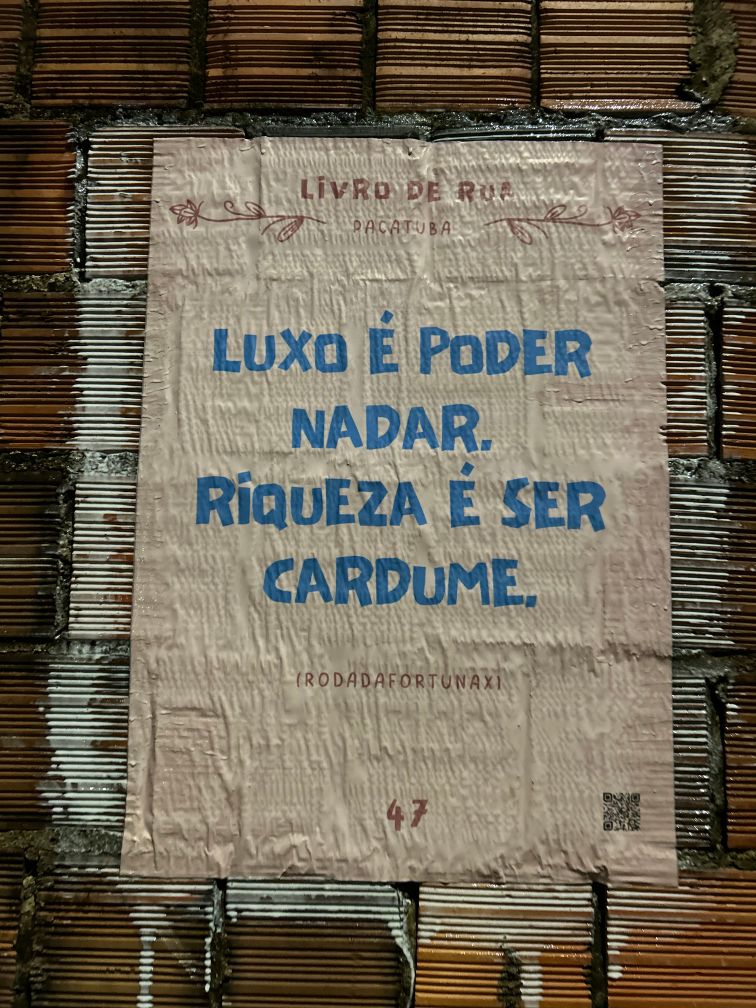 LIVRO DE RUA
PACATUBA
LUXO É PODER
NADAR.
RIQUEZA É SER
CARDUME.
(RODADAFORTUNAX)
47